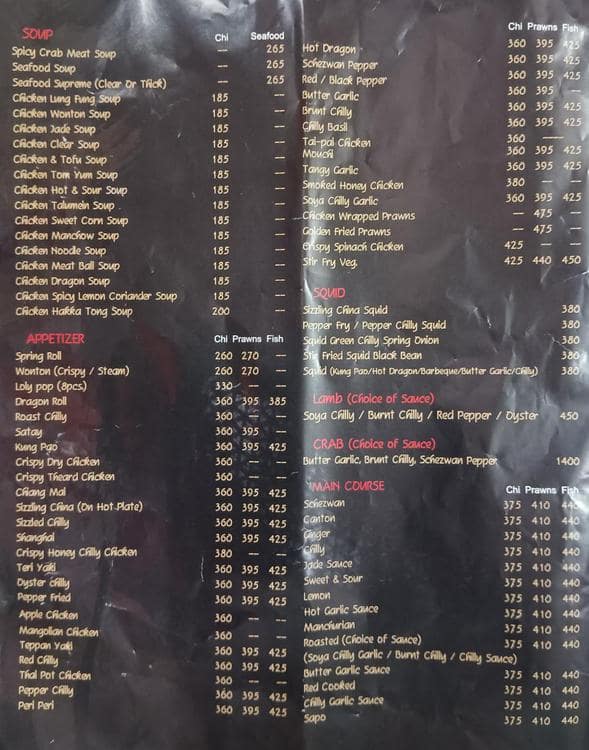 SOUP Chi Seafood
Spicy Crab Meat Soup — 265
Seafood Soup — 265
Seafood Supreme (Clear Or Thick) — 265
Chicken Lung Fung Soup 185 —
Chicken Wonton Soup 185 —
Chicken Jade Soup 185 —
Chicken Clear Soup 185 —
Chicken & Tofu Soup 185 —
Chicken Tom Yum Soup 185 —
Chicken Hot & Sour Soup 185 —
Chicken Talumein Soup 185 —
Chicken Sweet Corn Soup 185 —
Chicken Manchow Soup 185 —
Chicken Noodle Soup 185 —
Chicken Meat Ball Soup 185 —
Chicken Dragon Soup 185 —
Chicken Spicy Lemon Coriander Soup 185 —
Chicken Hakka Tong Soup 200 —
APPETIZER Chi Prawns Fish
Spring Roll 260 270 —
Wonton (Crispy / Steam) 260 270 —
Loly pop (8pcs.) 330 — —
Dragon Roll 360 395 385
Roast Chilly 360 — —
Satay 360 395 —
Kung Pao 360 395 425
Crispy Dry Chicken 360 — —
Crispy Theard Chicken 360 — —
Chiang Mai 360 395 425
Sizzling China (On Hot Plate) 360 395 425
Sizzled Chilly 360 395 425
Shanghai 360 395 425
Crispy Honey Chilly Chicken 380 — —
Teri Yaki 360 395 425
Oyster chilly 360 395 425
Pepper Fried 360 395 425
Apple Chicken 360 — —
Mangolian Chicken 360 — —
Teppan Yaki 360 395 425
Red Chilly 360 395 425
Thai Pot Chicken 360 — —
Pepper Chilly 360 395 425
Peri Peri 360 395 425
Chi Prawns Fish
Hot Dragon 360 395 425
Schezwan Pepper 360 395 425
Red / Black Pepper 360 395 425
Butter Garlic 360 395 —
Brunt Chilly 360 395 425
Chilly Basil 360 395 425
Tai-pai Chicken 360 —
Mouchi 360 395 425
Tangy Garlic 360 395 425
Smoked Honey Chicken 380 — —
Soya Chilly Garlic 360 395 425
Chicken Wrapped Prawns — 475 —
Golden Fried Prawns — 475 —
Crispy Spinach Chicken 425 — —
Stir Fry Veg. 425 440 450
SQUID
Sizzling China Squid 380
Pepper Fry / Pepper Chilly Squid 380
Squid Green Chilly Spring Onion 380
Stir Fried Squid Black Bean 380
Squid (Kung Pao/Hot Dragon/Barbeque/Butter Garlic/Chilly) 380
Lamb (Choice of Sauce)
Soya Chilly / Burnt Chilly / Red Pepper / Oyster 450
CRAB (Choice of Sauce)
Butter Garlic, Brunt Chilly, Schezwan Pepper 1400
MAIN COURSE Chi Prawns Fish
Schezwan 375 410 440
Canton 375 410 440
Ginger 375 410 440
Chilly 375 410 440
Jade Sauce 375 410 440
Sweet & Sour 375 410 440
Lemon 375 410 440
Hot Garlic Sauce 375 410 440
Manchurian 375 410 440
Roasted (Choice of Sauce) 375 410 440
(Soya Chilly Garlic / Burnt Chilly / Chilly Sauce)
Butter Garlic Sauce 375 410 440
Red Cooked 375 410 440
Chilly Garlic Sauce 375 410 440
Sapo 375 410 440